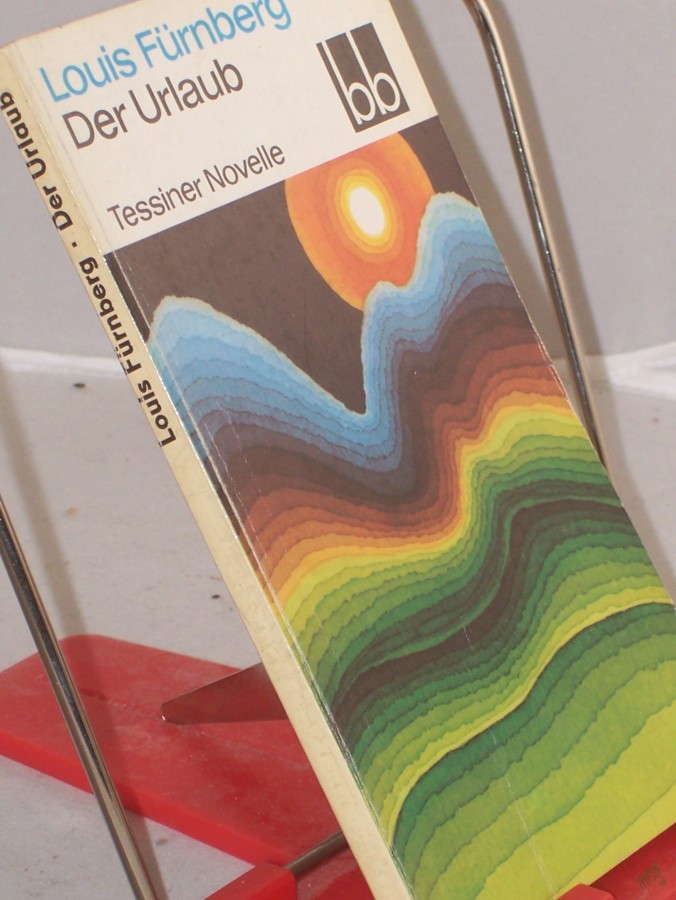 Louis Fürnberg
Der Urlaub
bb
Tessiner Novelle
Louis Fürnberg · Der Urlaub